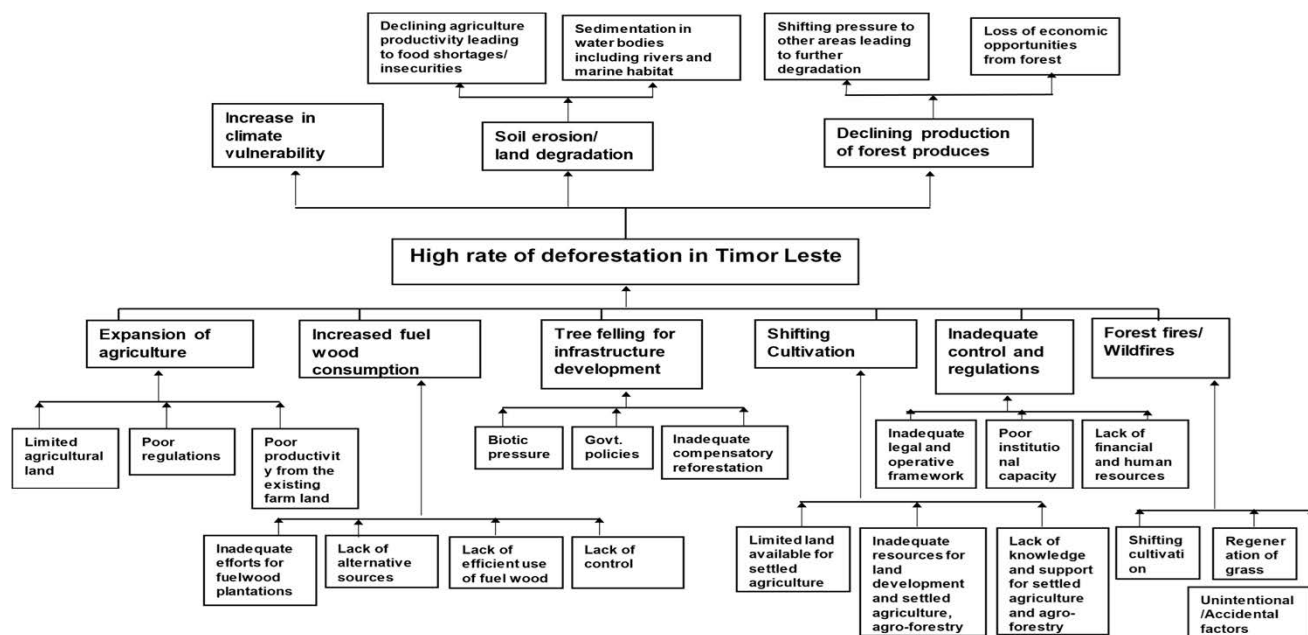 Declining agriculture
productivity leading
to food shortages/
insecurities
Sedimentation in
water bodies
including rivers and
marine habitat
Shifting pressure to
other areas leading
to further
degradation
Loss of economic
opportunities
from forest
Increase in
climate
vulnerability
Soil erosion/
land degradation
Declining production
of forest produces
High rate of deforestation in Timor Leste
Expansion of
agriculture
Increased fuel
wood
consumption
Tree felling for
infrastructure
development
Shifting
Cultivation
Inadequate
control and
regulations
Forest fires/
Wildfires
Limited
agricultural
land
Poor
regulations
Poor
productivit
y from the
existing
farm land
Biotic
pressure
Govt.
policies
Inadequate
compensatory
reforestation
Inadequate
legal and
operative
framework
Poor
institutio
nal
capacity
Lack of
financial
and human
resources
Inadequate
efforts for
fuelwood
plantations
Lack of
alternative
sources
Lack of
efficient use
of fuel wood
Lack of
control
Limited land
available for
settled
agriculture
Inadequate
resources for
land
development
and settled
agriculture,
agro-forestry
Lack of
knowledge
and support
for settled
agriculture
and agro-
forestry
Shifting
cultivati
on
Regener
ation of
grass
Unintentional
/Accidental
factors